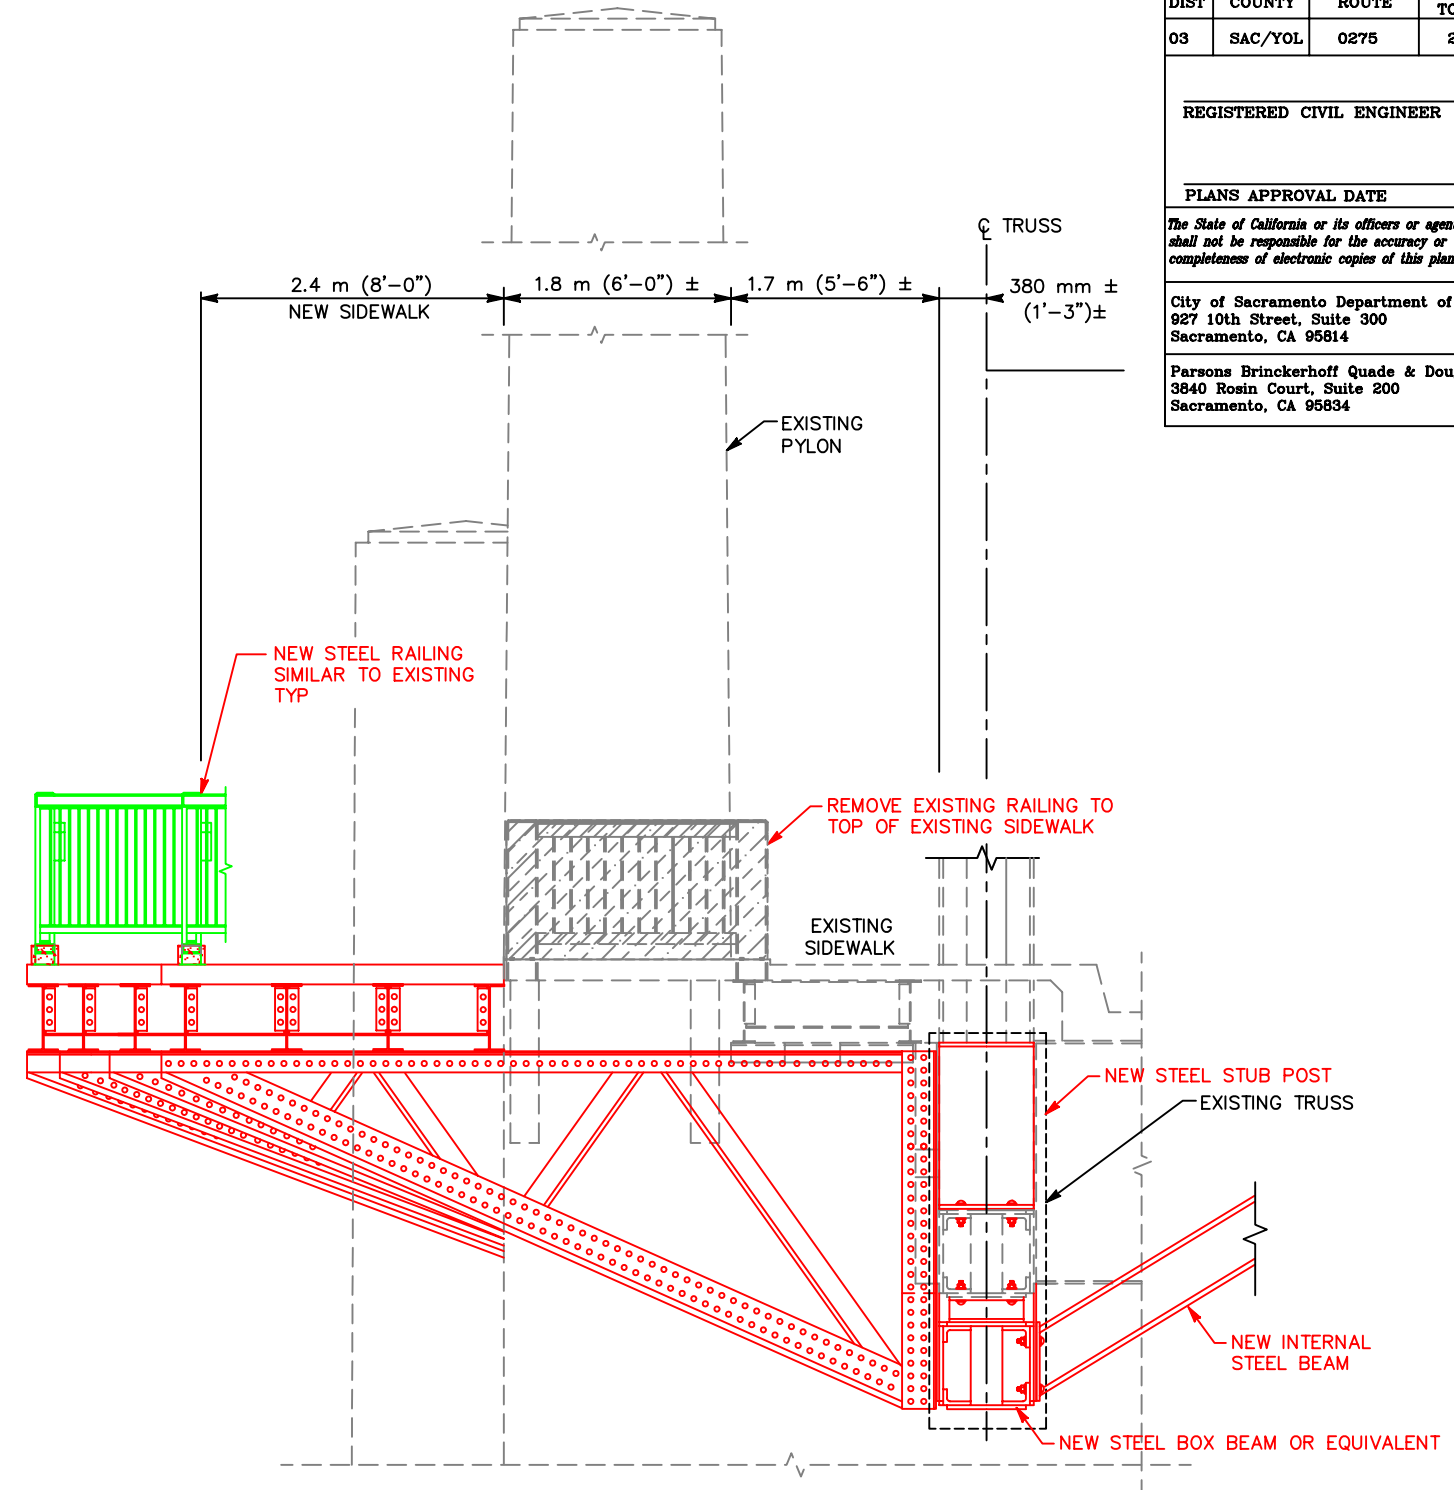 DIST COUNTY ROUTE
03 SAC/YOL 0275 2
REGISTERED CIVIL ENGINEER
PLANS APPROVAL DATE
The State of California or its officers or agen
shall not be responsible for the accuracy or
completeness of electronic copies of this plan
City of Sacramento Department of
927 10th Street, Suite 300
Sacramento, CA 95814
Parsons Brinckerhoff Quade & Dou
3840 Rosin Court, Suite 200
Sacramento, CA 95834
℄ TRUSS
2.4 m (8'-0")
NEW SIDEWALK
1.8 m (6'-0") ±
1.7 m (5'-6") ±
380 mm ±
(1'-3")±
EXISTING
PYLON
NEW STEEL RAILING
SIMILAR TO EXISTING
TYP
REMOVE EXISTING RAILING TO
TOP OF EXISTING SIDEWALK
EXISTING
SIDEWALK
NEW STEEL STUB POST
EXISTING TRUSS
NEW INTERNAL
STEEL BEAM
NEW STEEL BOX BEAM OR EQUIVALENT